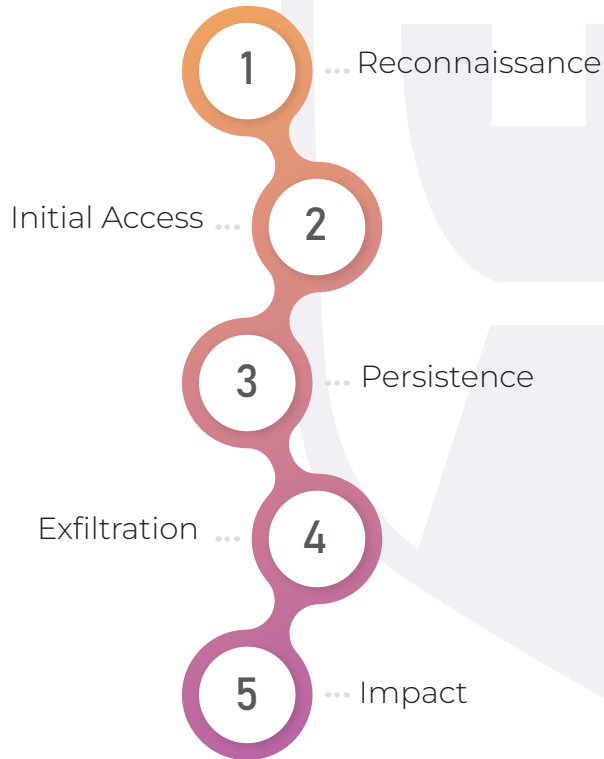 1 Reconnaissance
Initial Access 2
3 Persistence
Exfiltration 4
5 Impact